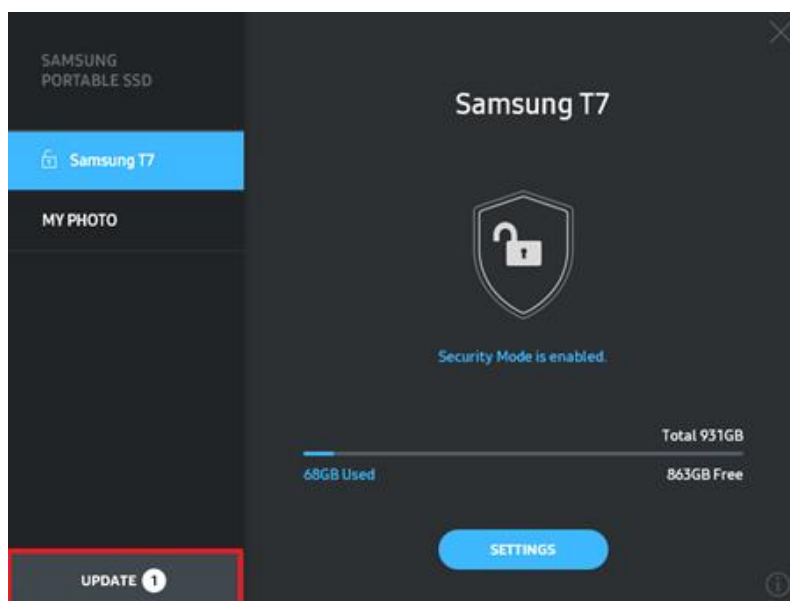 SAMSUNG
PORTABLE SSD
Samsung T7
MY PHOTO
UPDATE 1
Samsung T7
Security Mode is enabled.
Total 931GB
68GB Used
863GB Free
SETTINGS